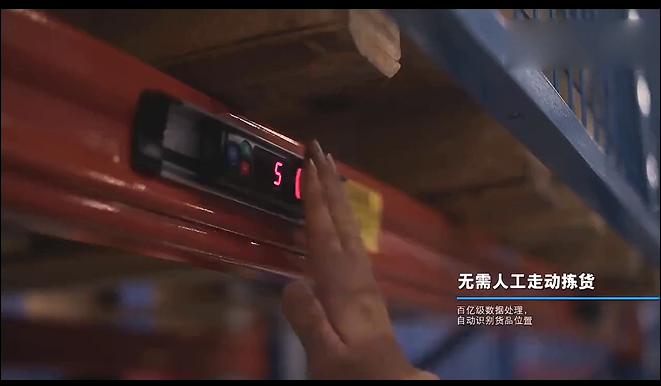 5
无需人工走动拣货
百亿级数据处理，
自动识别货品位置